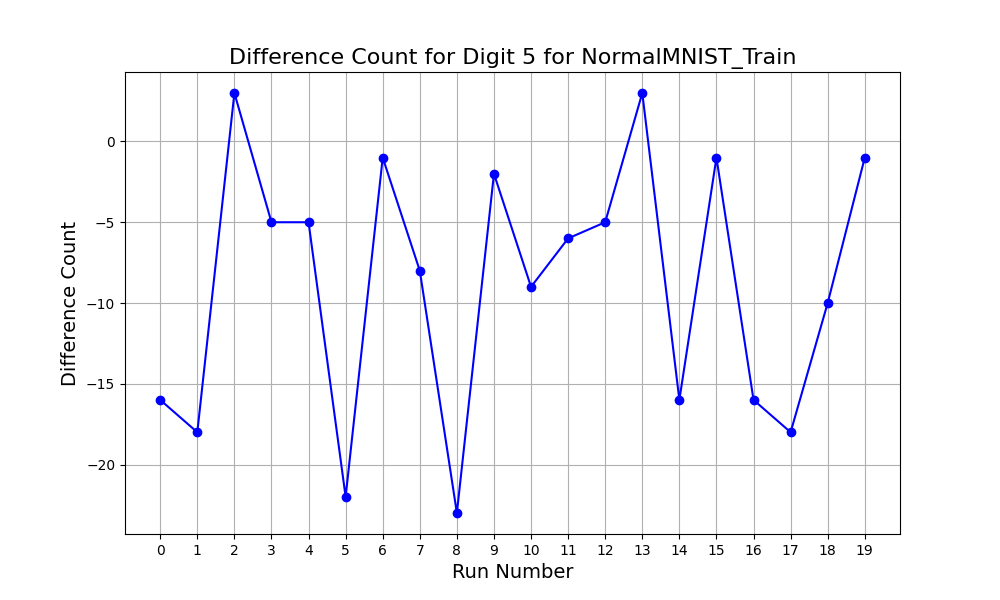 Difference Count for Digit 5 for NormalMNIST_Train
Difference Count
0
−5
−10
−15
−20
0 1 2 3 4 5 6 7 8 9 10 11 12 13 14 15 16 17 18 19
Run Number